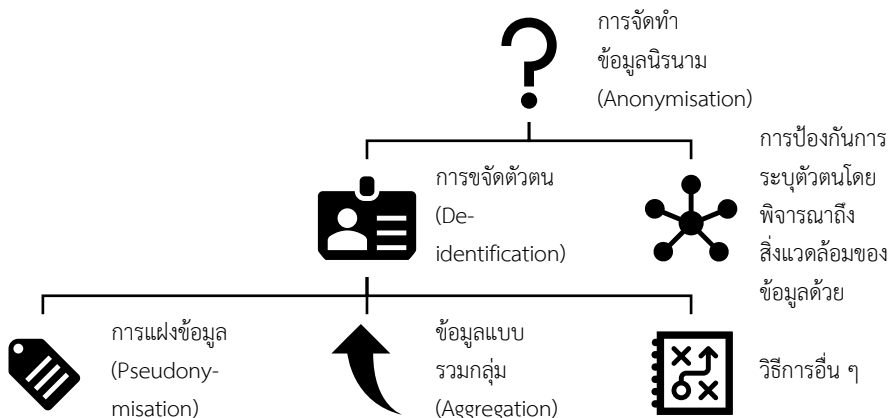 การจัดทำ
ข้อมูลนิรนาม
(Anonymisation)
การป้องกันการ
ระบุตัวตนโดย
พิจารณาถึง
สิ่งแวดล้อมของ
ข้อมูลด้วย
การขจัดตัวตน
(De-
identification)
การแฝงข้อมูล
(Pseudony-
misation)
ข้อมูลแบบ
รวมกลุ่ม
(Aggregation)
วิธีการอื่น ๆ